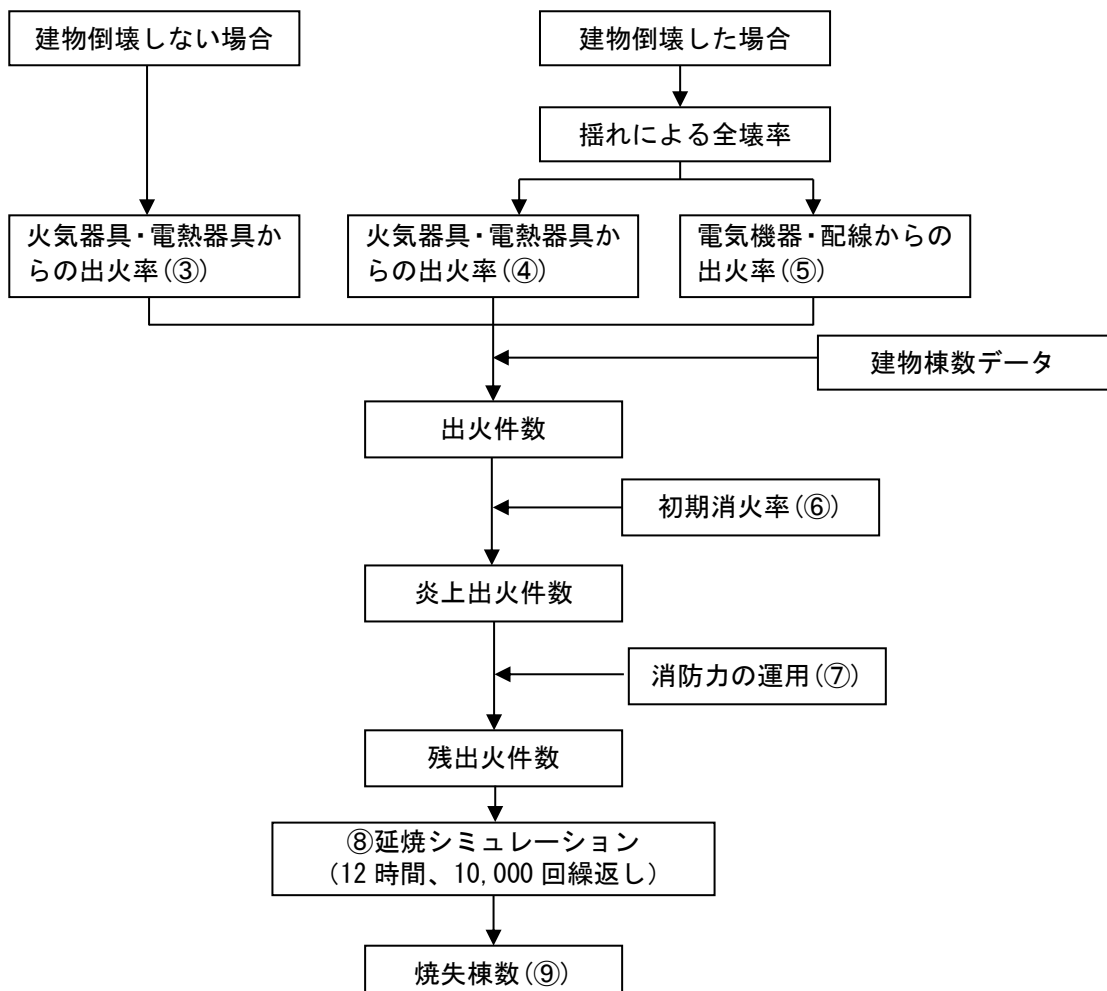 建物倒壊しない場合
建物倒壊した場合
揺れによる全壊率
火気器具・電熱器具か
らの出火率(③)
火気器具・電熱器具か
らの出火率(④)
電気機器・配線からの
出火率(⑤)
建物棟数データ
出火件数
初期消火率(⑥)
炎上出火件数
消防力の運用(⑦)
残出火件数
⑧延焼シミュレーション
(12時間、10,000回繰返し)
焼失棟数(⑨)